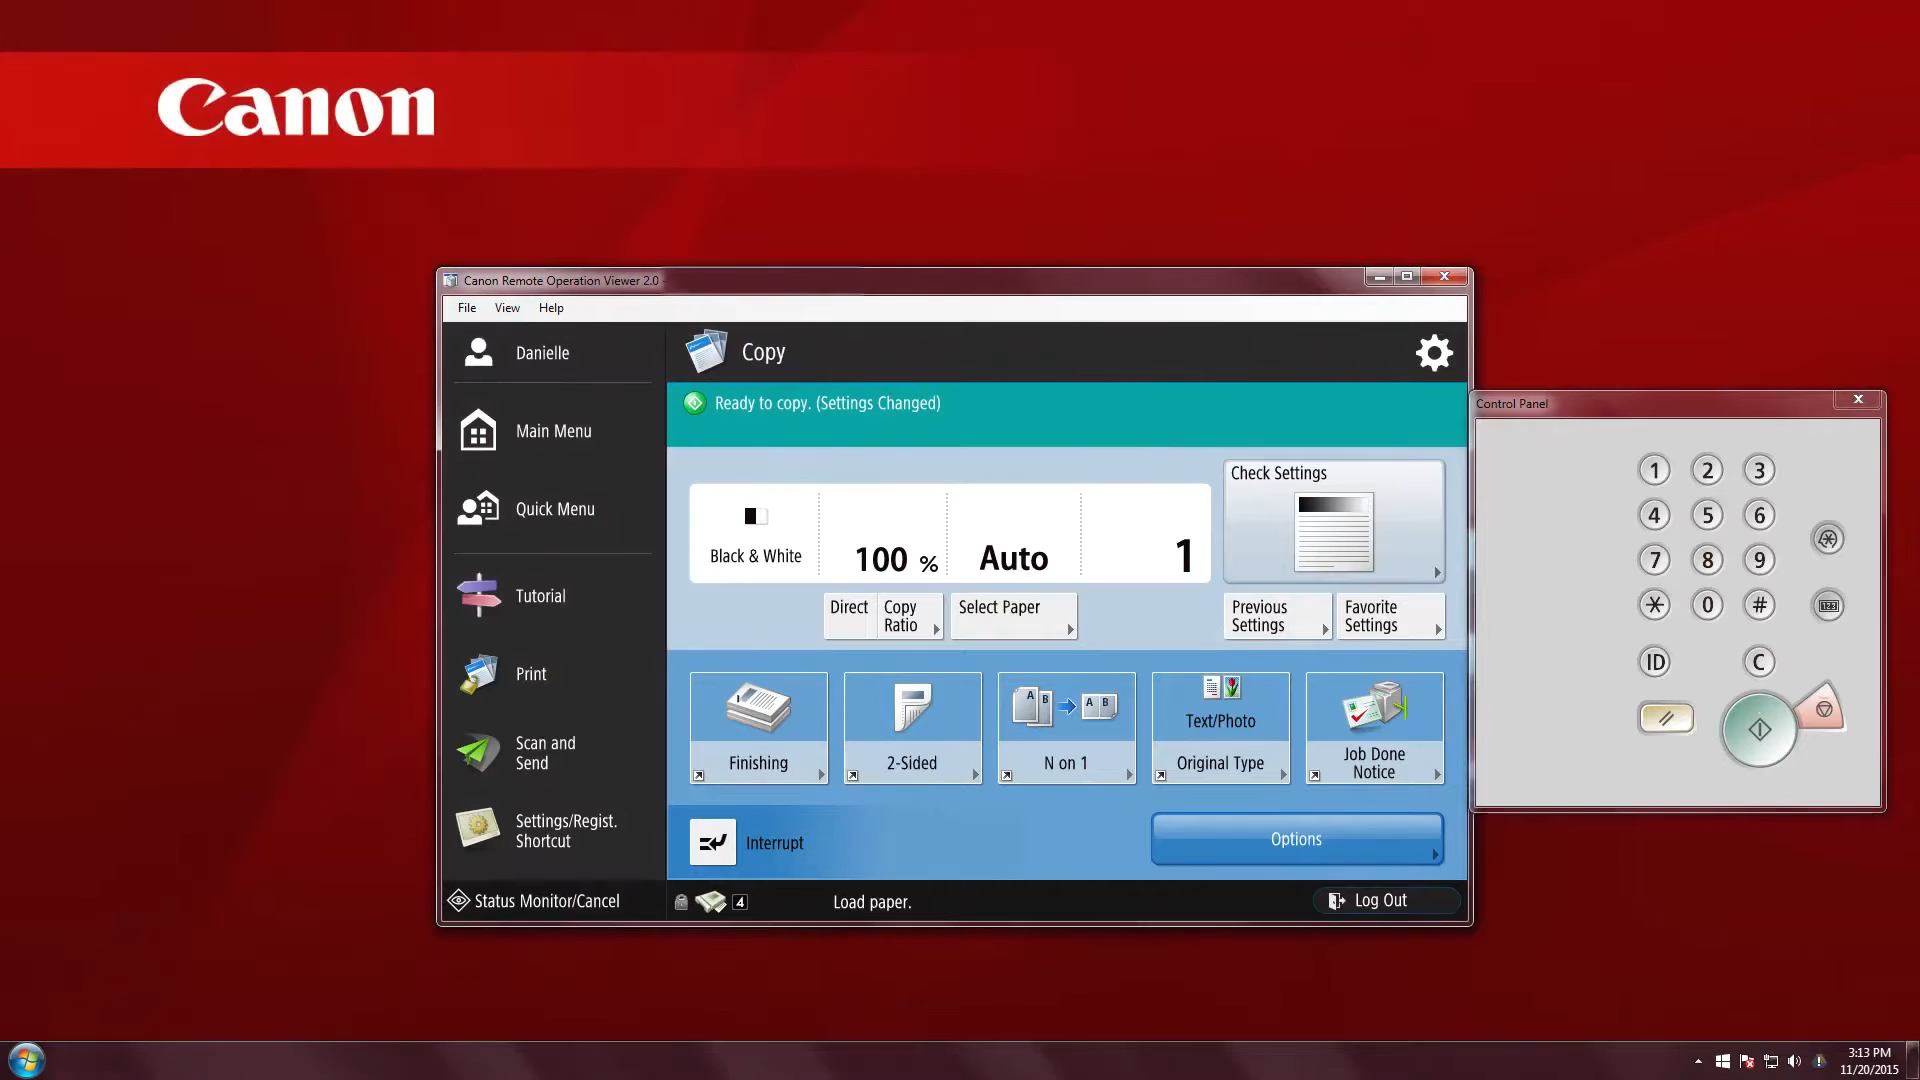 Canon
Canon Remote Operation Viewer 2.0
File View Help
Danielle
Main Menu
Quick Menu
Tutorial
Print
Scan and
Send
Settings/Regist.
Shortcut
Status Monitor/Cancel
Copy
Ready to copy. (Settings Changed)
Black & White
100 %
Auto
1
Check Settings
Direct
Copy
Ratio
Select Paper
Previous
Settings
Favorite
Settings
Finishing
2-Sided
A B A B
N on 1
Text/Photo
Original Type
Job Done
Notice
Interrupt
Options
4
Load paper.
Log Out
Control Panel
1 2 3
4 5 6
7 8 9
* 0 #
123
ID C
3:13 PM
11/20/2015